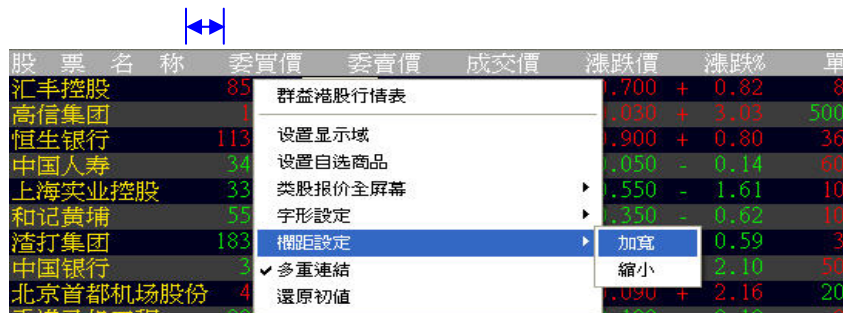 股 票 名 称 委買價 委賣價 成交價 漲跌價 漲跌% 單
汇丰控股 85 .700 + 0.82 8
高信集团 1 .030 + 3.03 500
恒生银行 113 .900 + 0.80 36
中国人寿 34 .050 - 0.14 60
上海实业控股 33 .550 - 1.61 10
和记黄埔 55 .350 - 0.62 10
渣打集团 183 0.59 3
中国银行 3 2.10 50
北京首都机场股份 4 .090 + 2.16 20
群益港股行情表
设置显示域
设置自选商品
类股报价全屏幕
字形設定
欄距設定
多重連結
還原初值
加寬
縮小